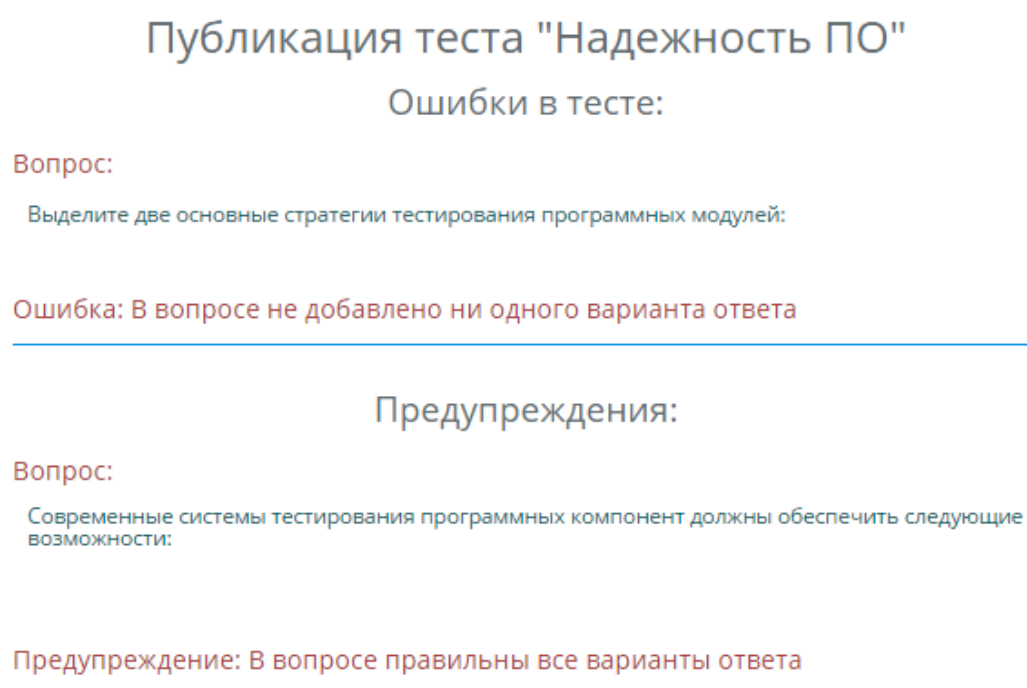 Публикация теста "Надежность ПО"
Ошибки в тесте:
Вопрос:
Выделите две основные стратегии тестирования программных модулей:
Ошибка: В вопросе не добавлено ни одного варианта ответа
Предупреждения:
Вопрос:
Современные системы тестирования программных компонент должны обеспечить следующие
возможности:
Предупреждение: В вопросе правильны все варианты ответа